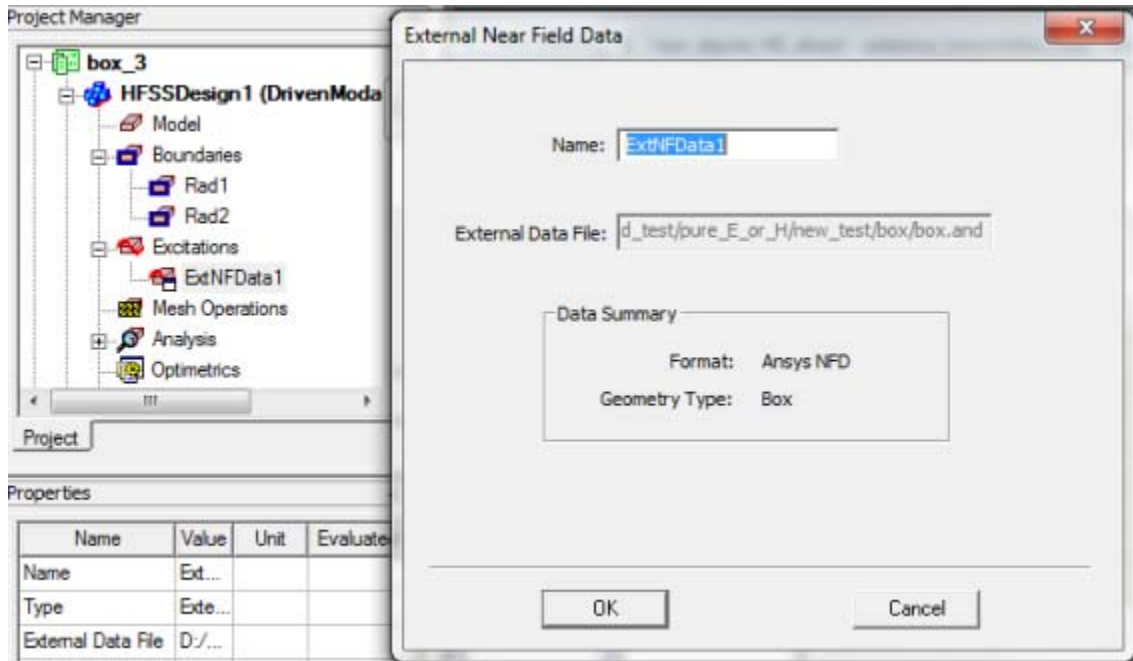 Project Manager
box_3
HFSSDesign1 (DrivenModa
Model
Boundaries
Rad1
Rad2
Excitations
ExtNFData1
Mesh Operations
Analysis
Optimetrics
Project
Properties
Name Value Unit Evaluate
Name Ext...
Type Exte...
External Data File D:/...
External Near Field Data
Name: ExtNFData1
External Data File: d_test/pure_E_or_H/new_test/box/box.and
Data Summary
Format: Ansys NFD
Geometry Type: Box
OK Cancel